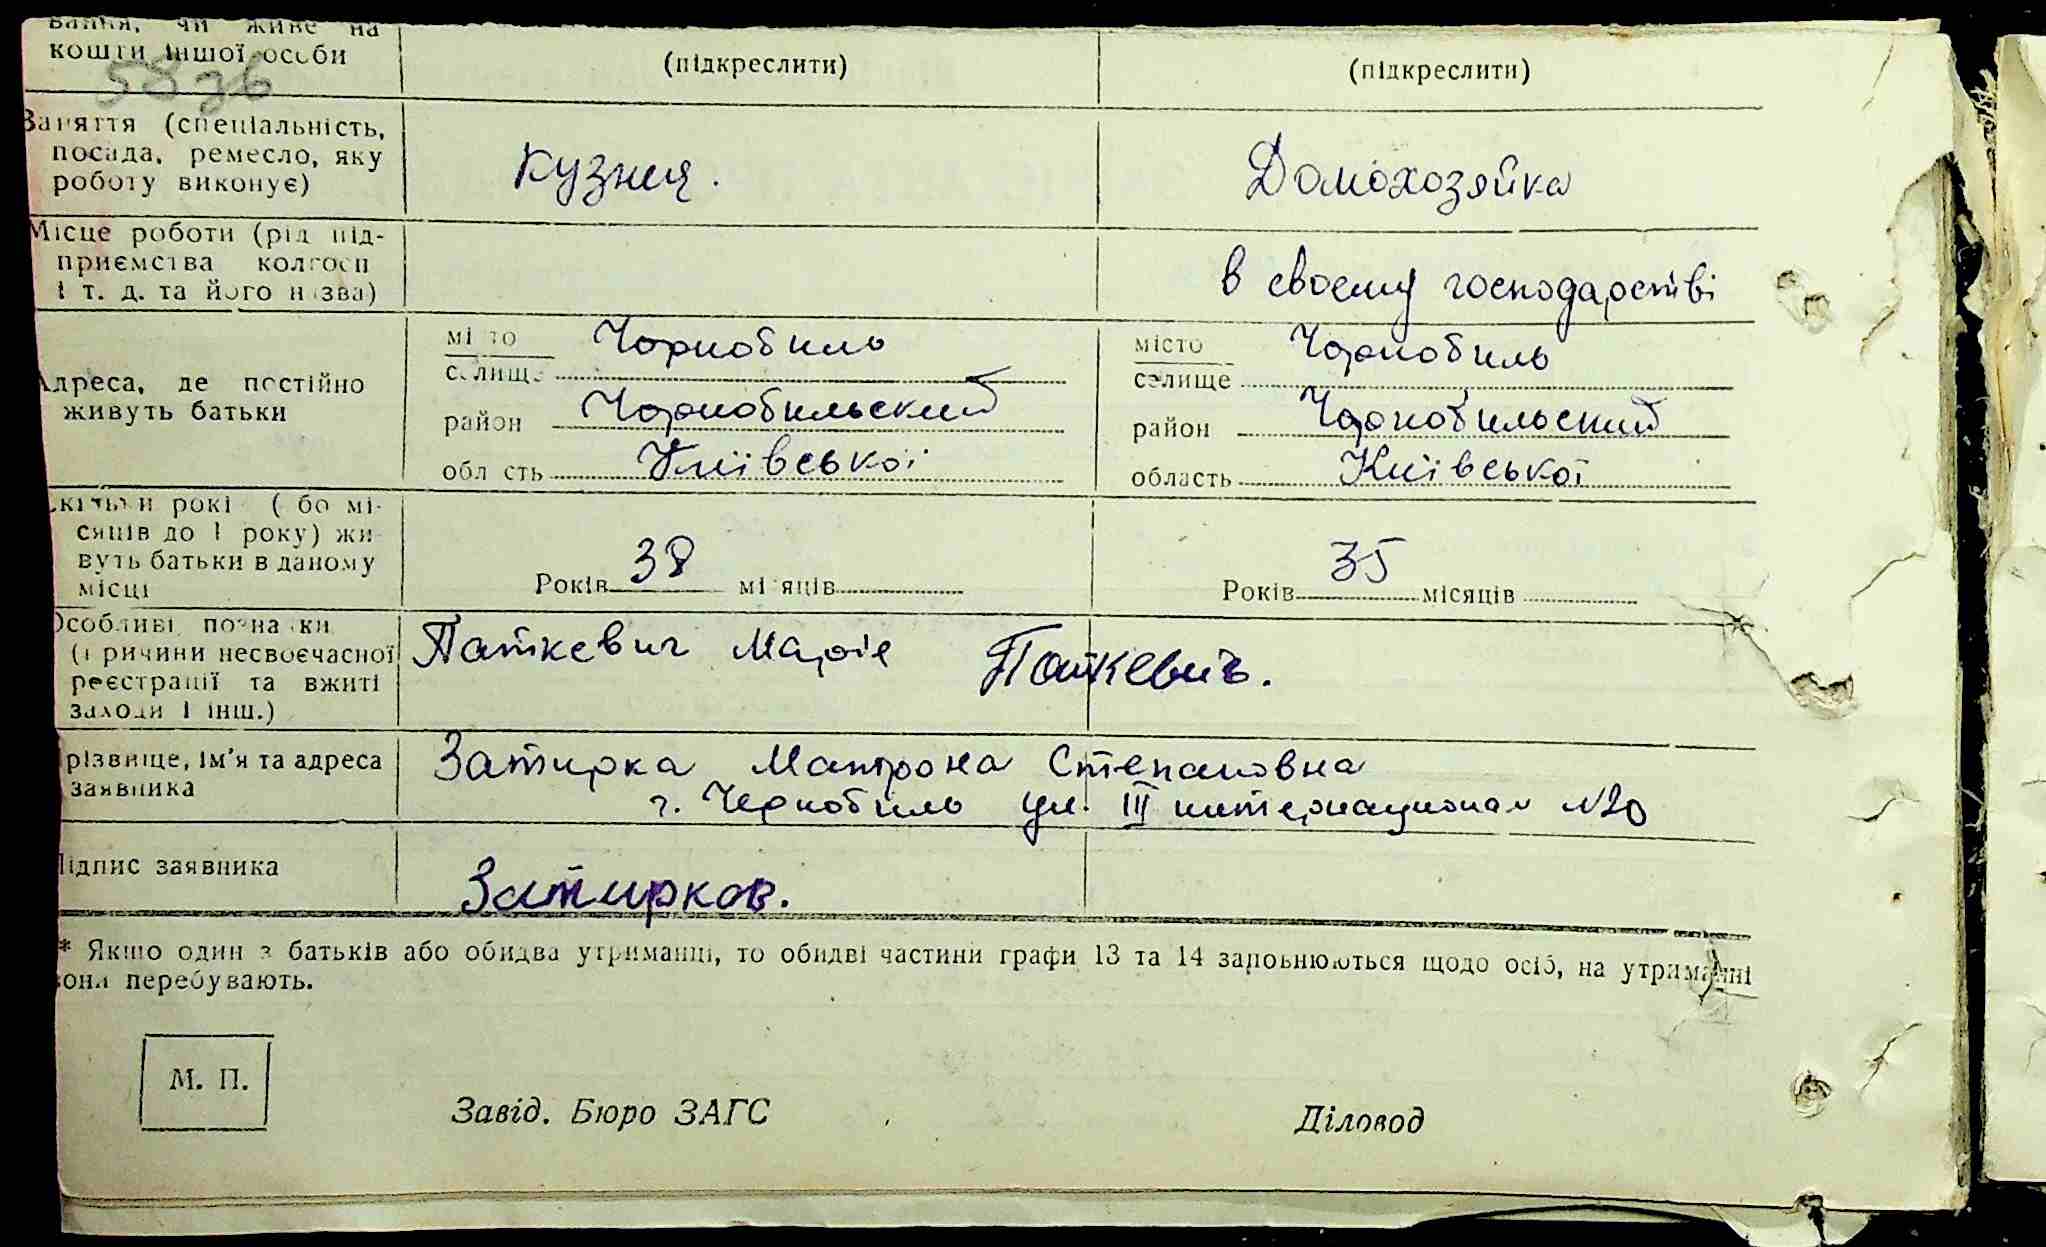 вання, чи живе на
кошти іншої особи
(підкреслити)
(підкреслити)
Заняття (спеціальність,
посада, ремесло, яку
роботу виконує)
Кузнец.
Домохозяйка
Місце роботи (рід під-
приємства колгосп
і т. д. та його назва)
в своєму господарстві
Адреса, де постійно
живуть батьки
місто Чорнобиль
селище
район Чорнобильский
область Київської
місто Чорнобиль
селище
район Чорнобильский
область Київської
Скільки років (або мі-
сяців до 1 року) жи-
вуть батьки в даному
місці
Років 38 місяців
Років 35 місяців
Особливі познаки
(причини несвоєчасної
реєстрації та вжиті
заходи і інш.)
Паткевич Марія Паткевич.
Прізвище, ім'я та адреса
заявника
Затирка Матрона Степановна
г. Чернобиль ул. III интернационал №20
Підпис заявника
* Якщо один з батьків або обидва утриманці, то обидві частини графи 13 та 14 заповнюються щодо осіб, на утриманні
вони перебувають.
М. П.
Завід. Бюро ЗАГС
Діловод